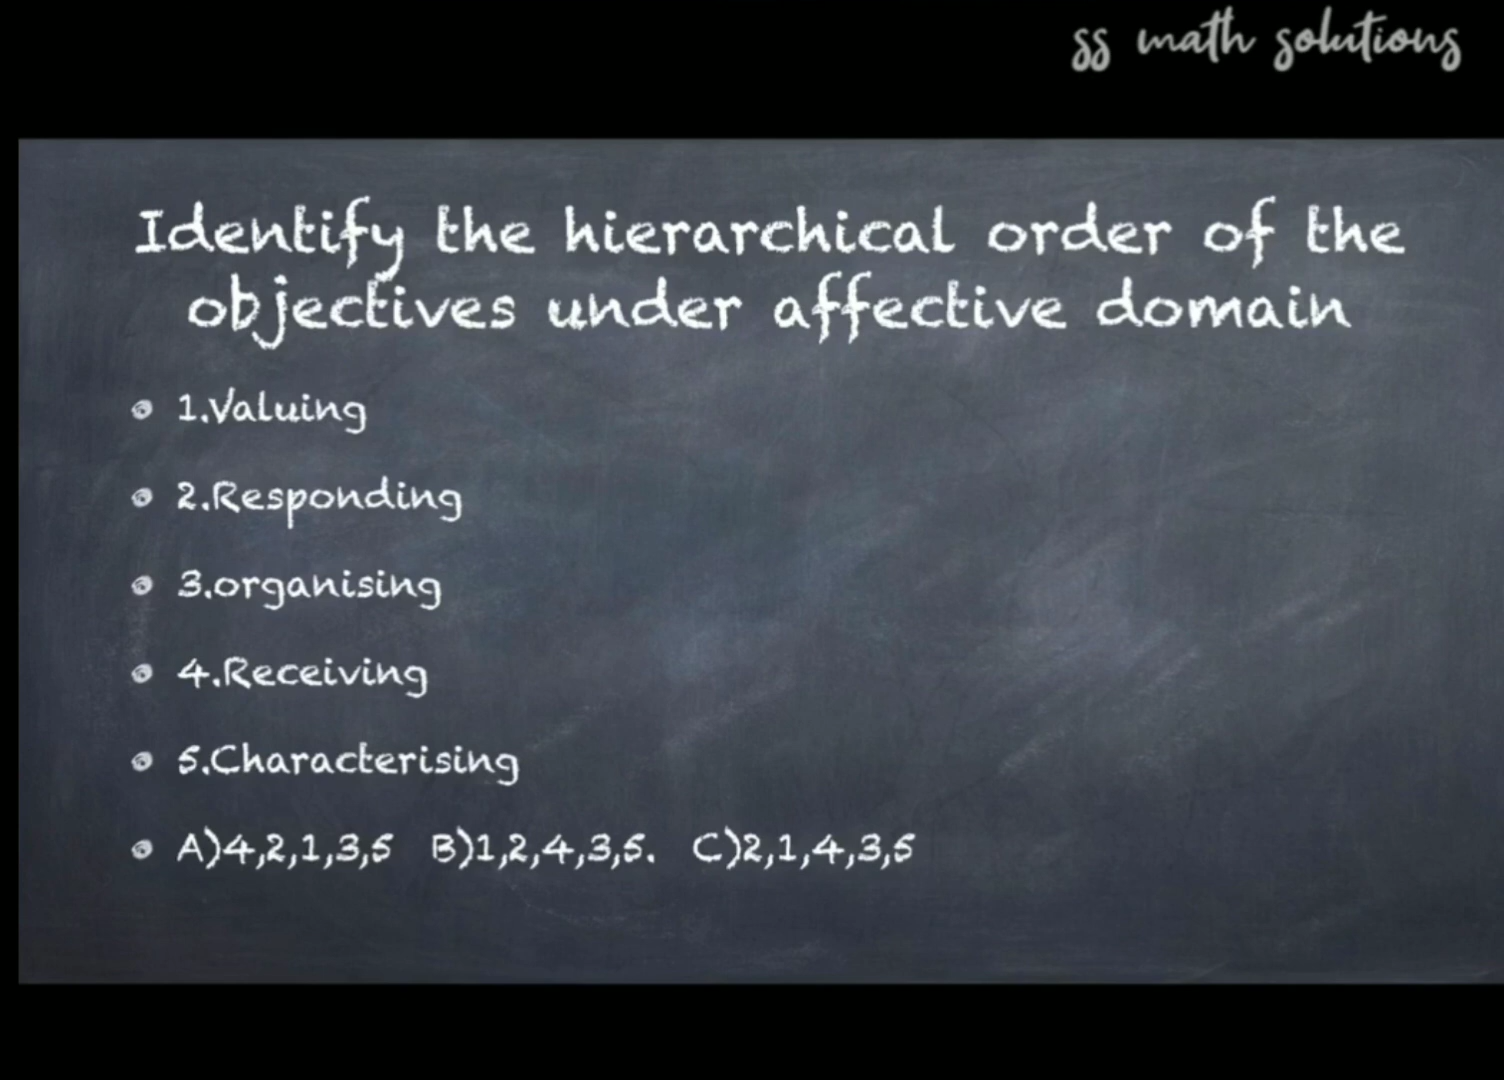 ss math solutions
Identify the hierarchical order of the
objectives under affective domain
1.Valuing
2.Responding
3.organising
4.Receiving
5.Characterising
A)4,2,1,3,5 B)1,2,4,3,5. C)2,1,4,3,5